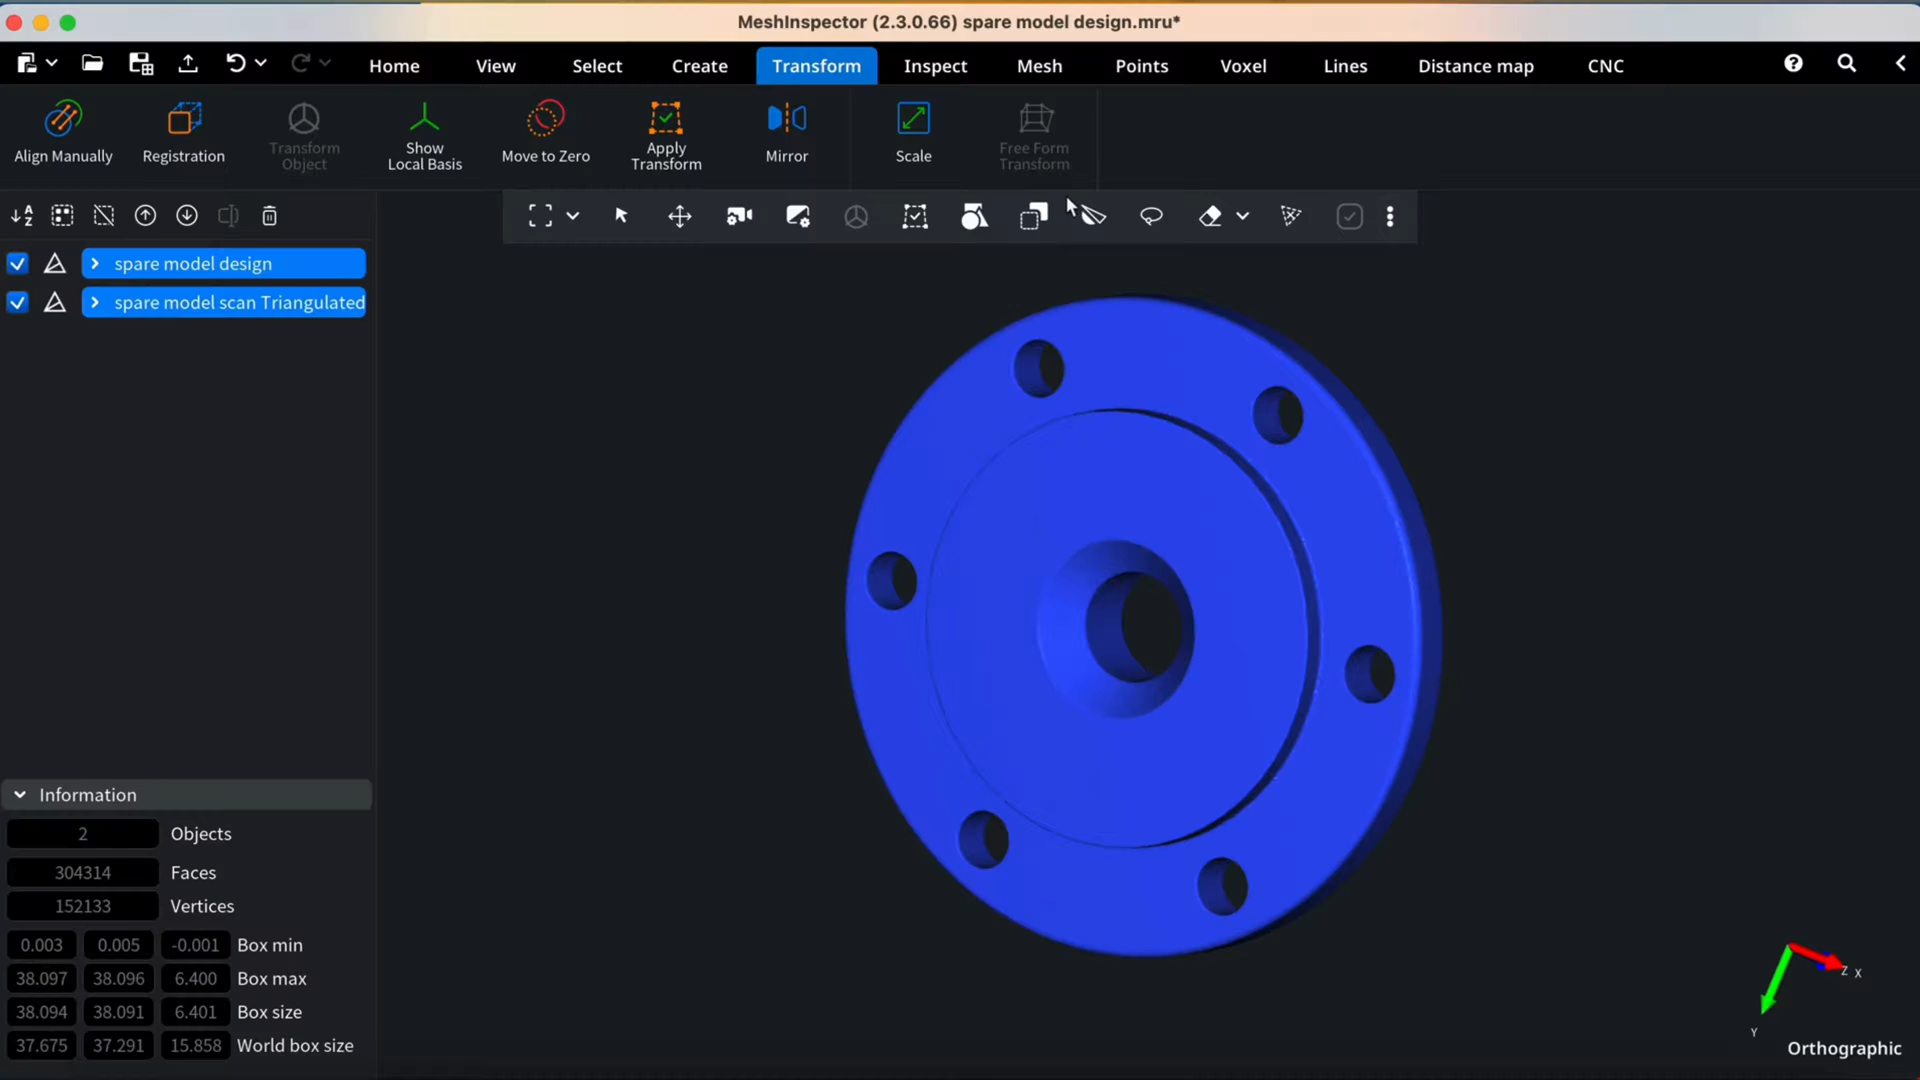 MeshInspector (2.3.0.66) spare model design.mru*
Home View Select Create Transform Inspect Mesh Points Voxel Lines Distance map CNC
Align Manually
Registration
Transform
Object
Show
Local Basis
Move to Zero
Apply
Transform
Mirror
Scale
Free Form
Transform
spare model design
spare model scan Triangulated
Information
2 Objects
304314 Faces
152133 Vertices
0.003 0.005 -0.001 Box min
38.097 38.096 6.400 Box max
38.094 38.091 6.401 Box size
37.675 37.291 15.858 World box size
Z X
Y
Orthographic